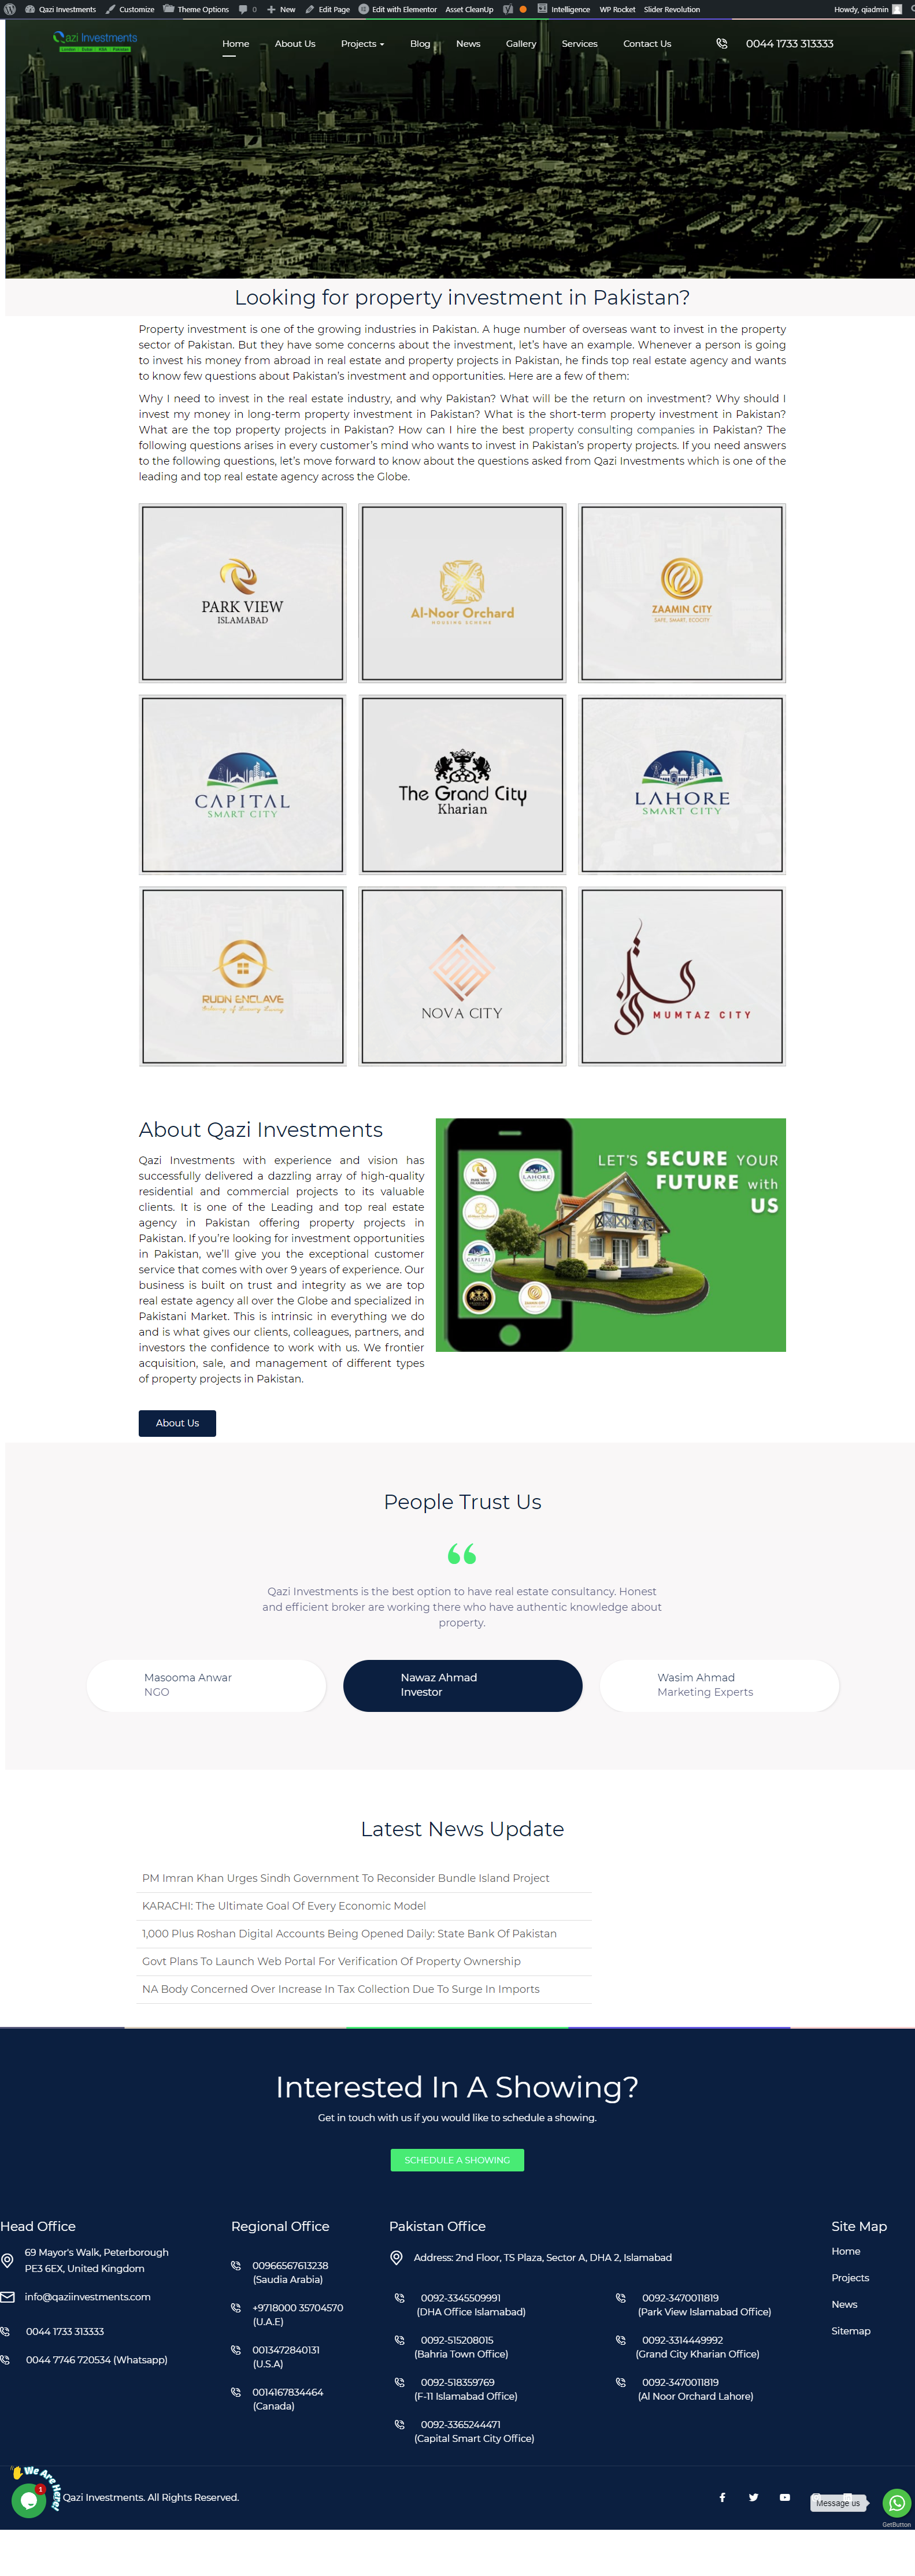 Qazi Investments Customize Theme Options 0 New Edit Page Edit with Elementor Asset CleanUp Intelligence WP Rocket Slider Revolution Howdy, qiadmin
Qazi Investments
Home About Us Projects Blog News Gallery Services Contact Us 0044 1733 313333
Looking for property investment in Pakistan?
Property investment is one of the growing industries in Pakistan. A huge number of overseas want to invest in the property
sector of Pakistan. But they have some concerns about the investment, let's have an example. Whenever a person is going
to invest his money from abroad in real estate and property projects in Pakistan, he finds top real estate agency and wants
to know few questions about Pakistan's investment and opportunities. Here are a few of them:
Why I need to invest in the real estate industry, and why Pakistan? What will be the return on investment? Why should I
invest my money in long-term property investment in Pakistan? What is the short-term property investment in Pakistan?
What are the top property projects in Pakistan? How can I hire the best property consulting companies in Pakistan? The
following questions arises in every customer's mind who wants to invest in Pakistan's property projects. If you need answers
to the following questions, let's move forward to know about the questions asked from Qazi Investments which is one of the
leading and top real estate agency across the Globe.
PARK VIEW
ISLAMABAD
Al-Noor Orchard
HOUSING SCHEME
ZAAMIN CITY
SAFE, SMART, ECOCITY
CAPITAL
SMART CITY
The Grand City
Kharian
LAHORE
SMART CITY
RUDN ENCLAVE
NOVA CITY
MUMTAZ CITY
About Qazi Investments
Qazi Investments with experience and vision has
successfully delivered a dazzling array of high-quality
residential and commercial projects to its valuable
clients. It is one of the Leading and top real estate
agency in Pakistan offering property projects in
Pakistan. If you're looking for investment opportunities
in Pakistan, we'll give you the exceptional customer
service that comes with over 9 years of experience. Our
business is built on trust and integrity as we are top
real estate agency all over the Globe and specialized in
Pakistani Market. This is intrinsic in everything we do
and is what gives our clients, colleagues, partners, and
investors the confidence to work with us. We frontier
acquisition, sale, and management of different types
of property projects in Pakistan.
LET'S SECURE YOUR
FUTURE with
US
About Us
People Trust Us
Qazi Investments is the best option to have real estate consultancy. Honest
and efficient broker are working there who have authentic knowledge about
property.
Masooma Anwar
NGO
Nawaz Ahmad
Investor
Wasim Ahmad
Marketing Experts
Latest News Update
PM Imran Khan Urges Sindh Government To Reconsider Bundle Island Project
KARACHI: The Ultimate Goal Of Every Economic Model
1,000 Plus Roshan Digital Accounts Being Opened Daily: State Bank Of Pakistan
Govt Plans To Launch Web Portal For Verification Of Property Ownership
NA Body Concerned Over Increase In Tax Collection Due To Surge In Imports
Interested In A Showing?
Get in touch with us if you would like to schedule a showing.
SCHEDULE A SHOWING
Head Office
69 Mayor's Walk, Peterborough
PE3 6EX, United Kingdom
info@qaziinvestments.com
0044 1733 313333
0044 7746 720534 (Whatsapp)
Regional Office
00966567613238
(Saudia Arabia)
+9718000 35704570
(U.A.E)
0013472840131
(U.S.A)
0014167834464
(Canada)
Pakistan Office
Address: 2nd Floor, TS Plaza, Sector A, DHA 2, Islamabad
0092-3345509991
(DHA Office Islamabad)
0092-515208015
(Bahria Town Office)
0092-518359769
(F-11 Islamabad Office)
0092-3365244471
(Capital Smart City Office)
0092-3470011819
(Park View Islamabad Office)
0092-3314449992
(Grand City Kharian Office)
0092-3470011819
(Al Noor Orchard Lahore)
Site Map
Home
Projects
News
Sitemap
We Are Here!
1
Qazi Investments. All Rights Reserved.
Message us
GetButton